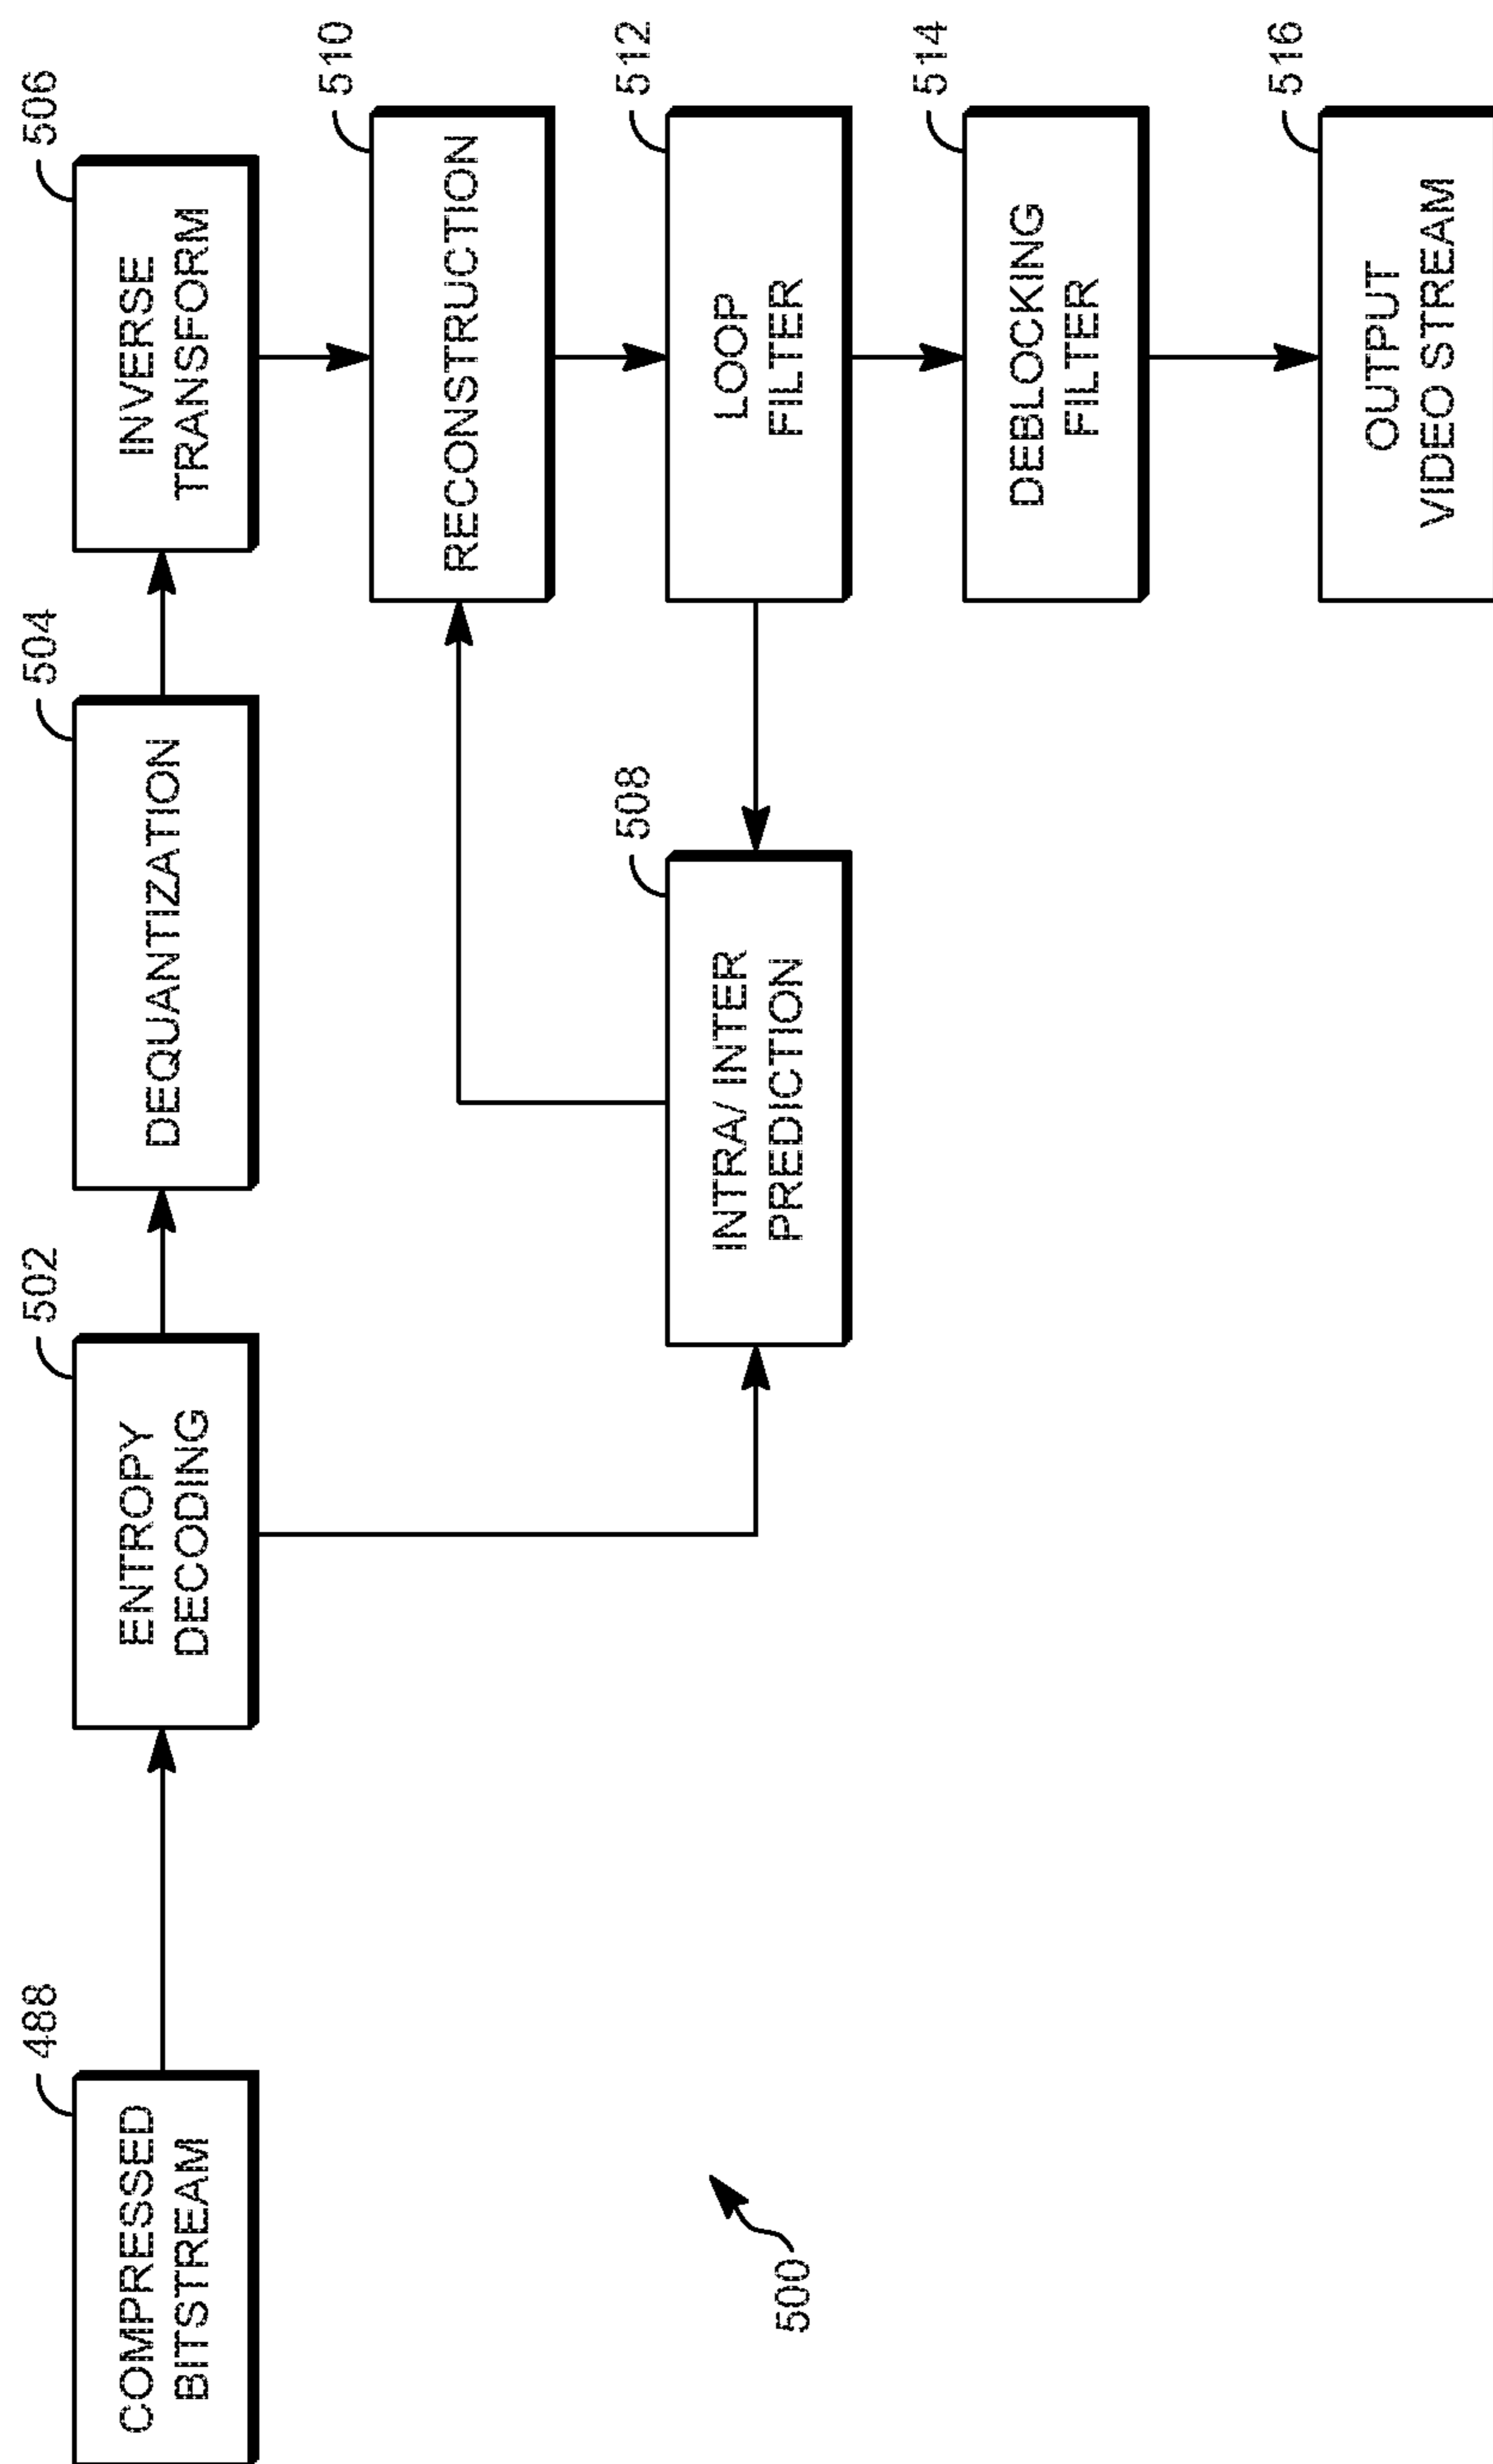 488
COMPRESSED
BITSTREAM
502
ENTROPY
DECODING
504
DEQUANTIZATION
506
INVERSE
TRANSFORM
510
RECONSTRUCTION
508
INTRA/ INTER
PREDICTION
512
LOOP
FILTER
514
DEBLOCKING
FILTER
516
OUTPUT
VIDEO STREAM
500